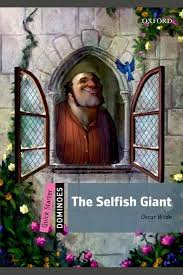 OXFORD
Quick Starter
DOMINOES
The Selfish Giant
Oscar Wilde